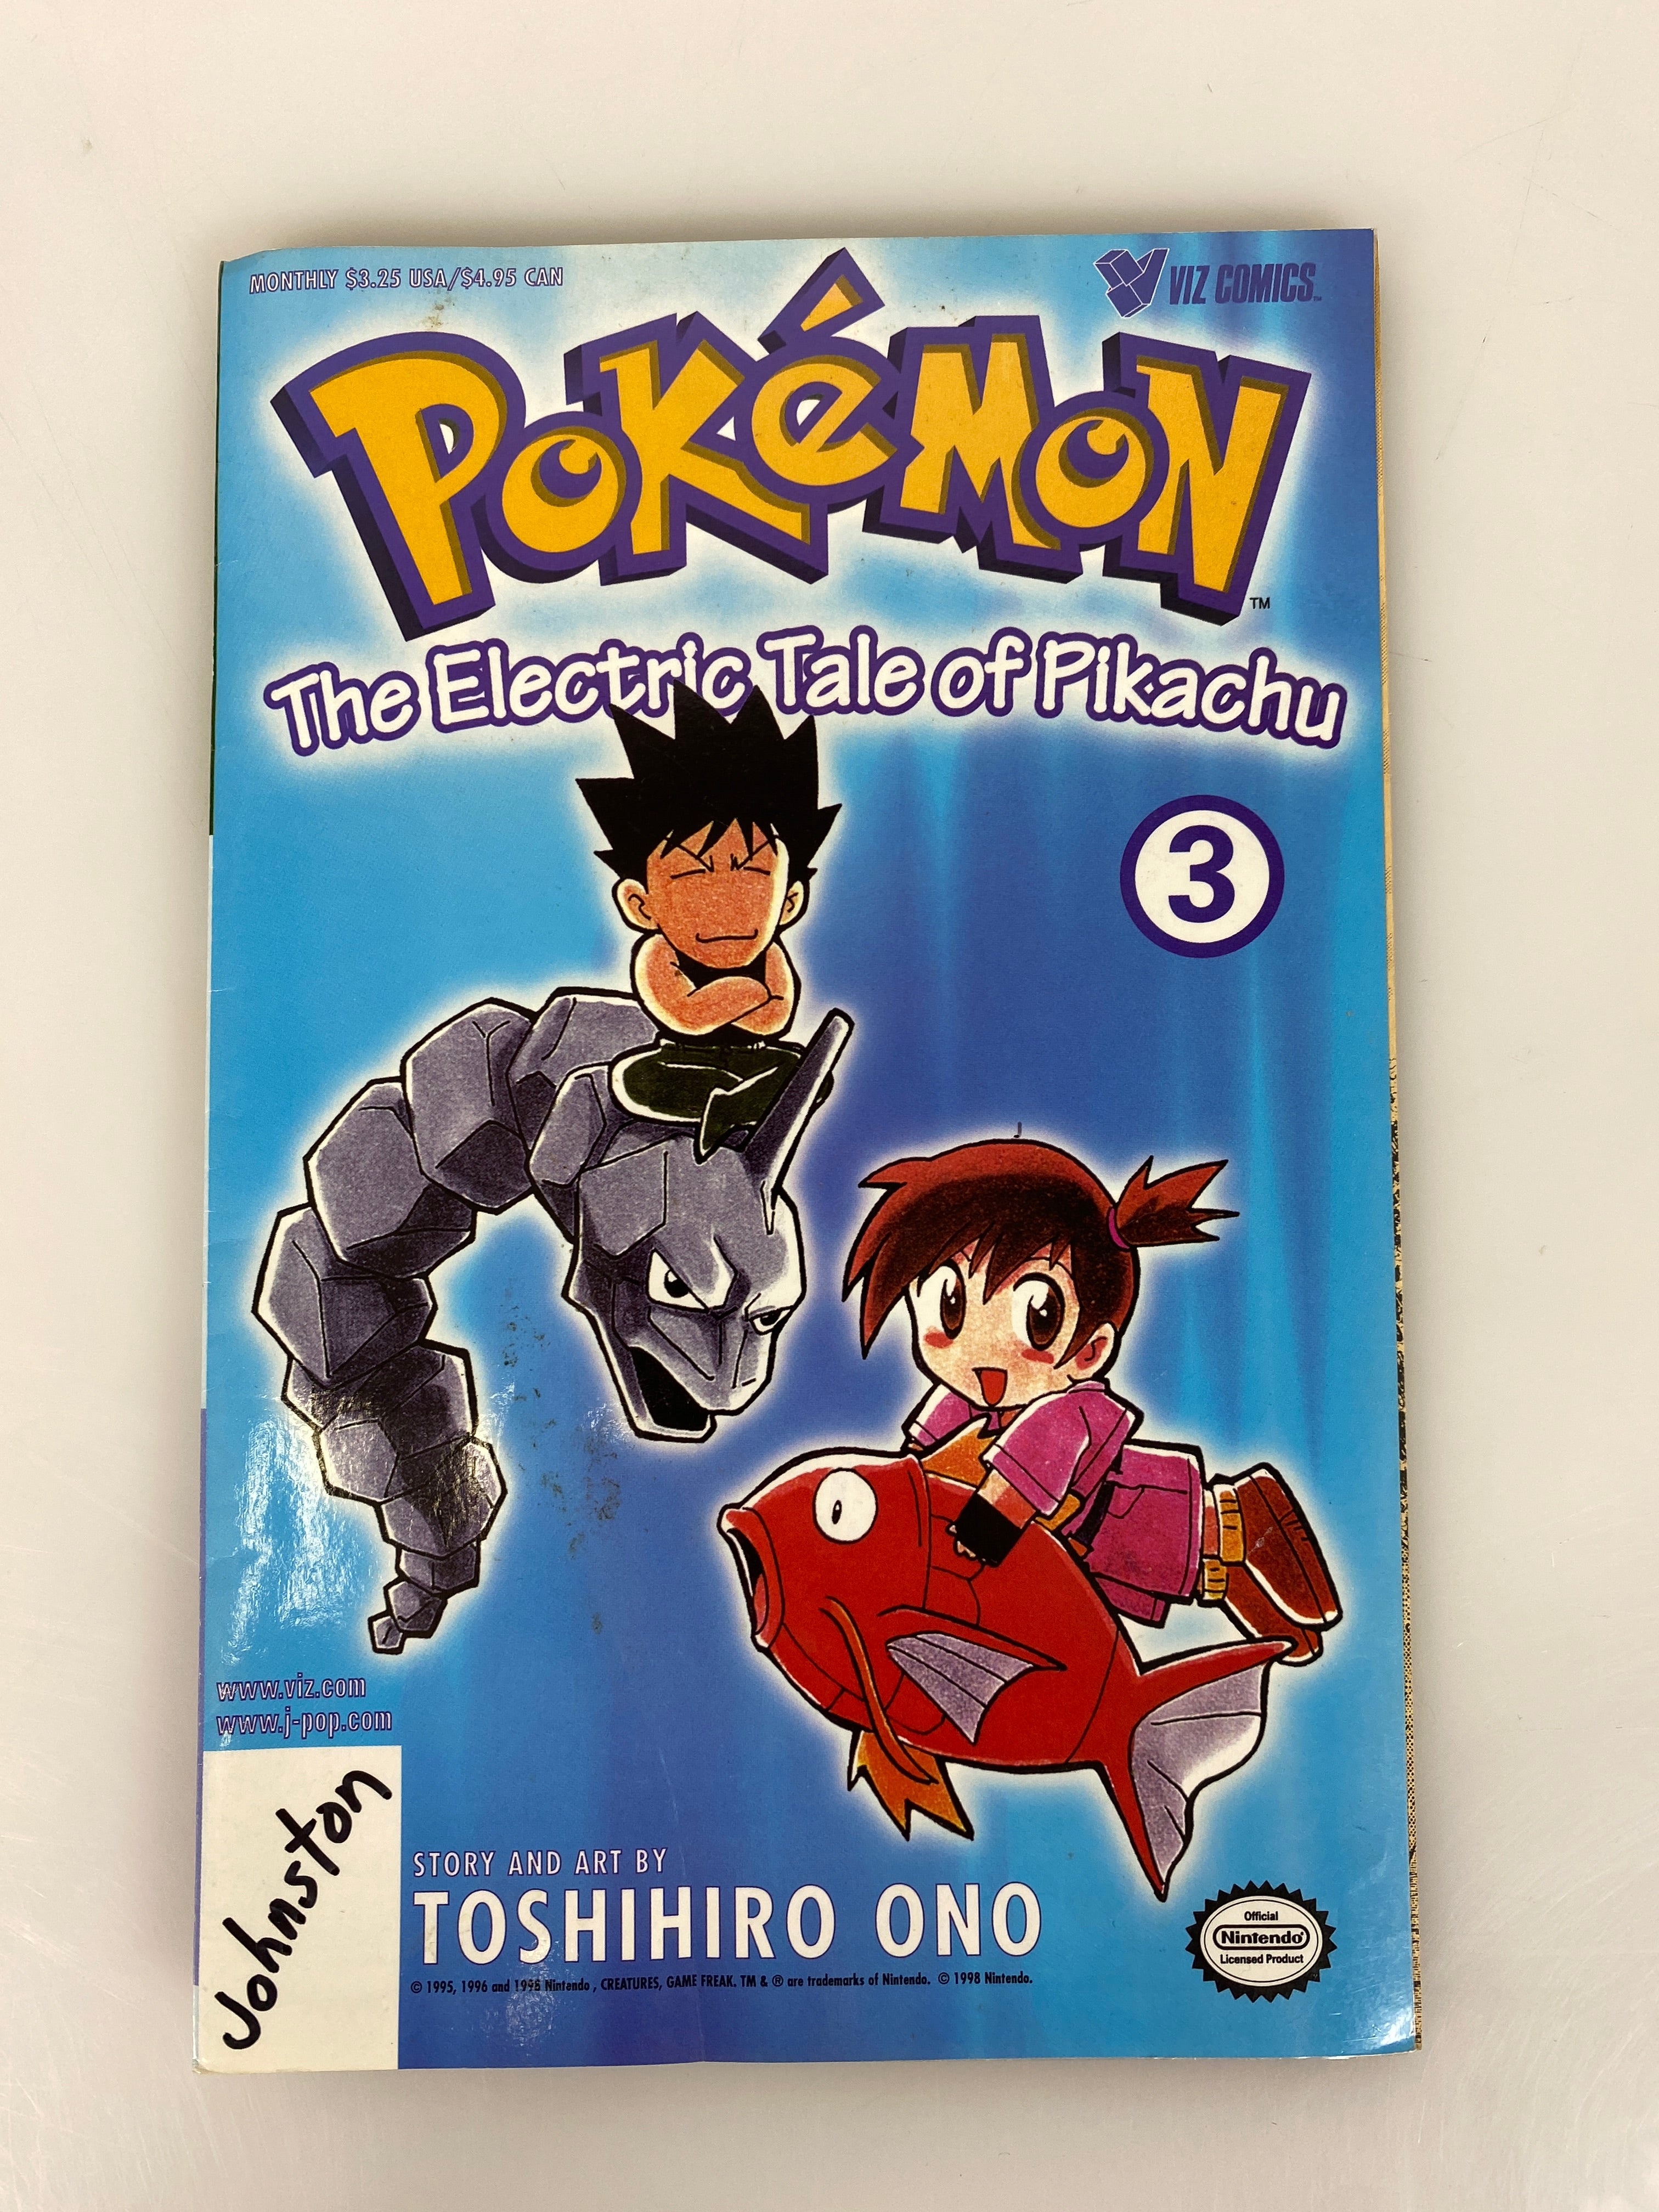 MONTHLY $3.25 USA/$4.95 CAN
VIZ COMICS™
POKéMON
TM
The Electric Tale of Pikachu
3
www.viz.com
www.j-pop.com
Johnston
STORY AND ART BY
TOSHIHIRO ONO
© 1995, 1996 and 1998 Nintendo, CREATURES, GAME FREAK. TM & ® are trademarks of Nintendo. © 1998 Nintendo.
Official
Nintendo®
Licensed Product